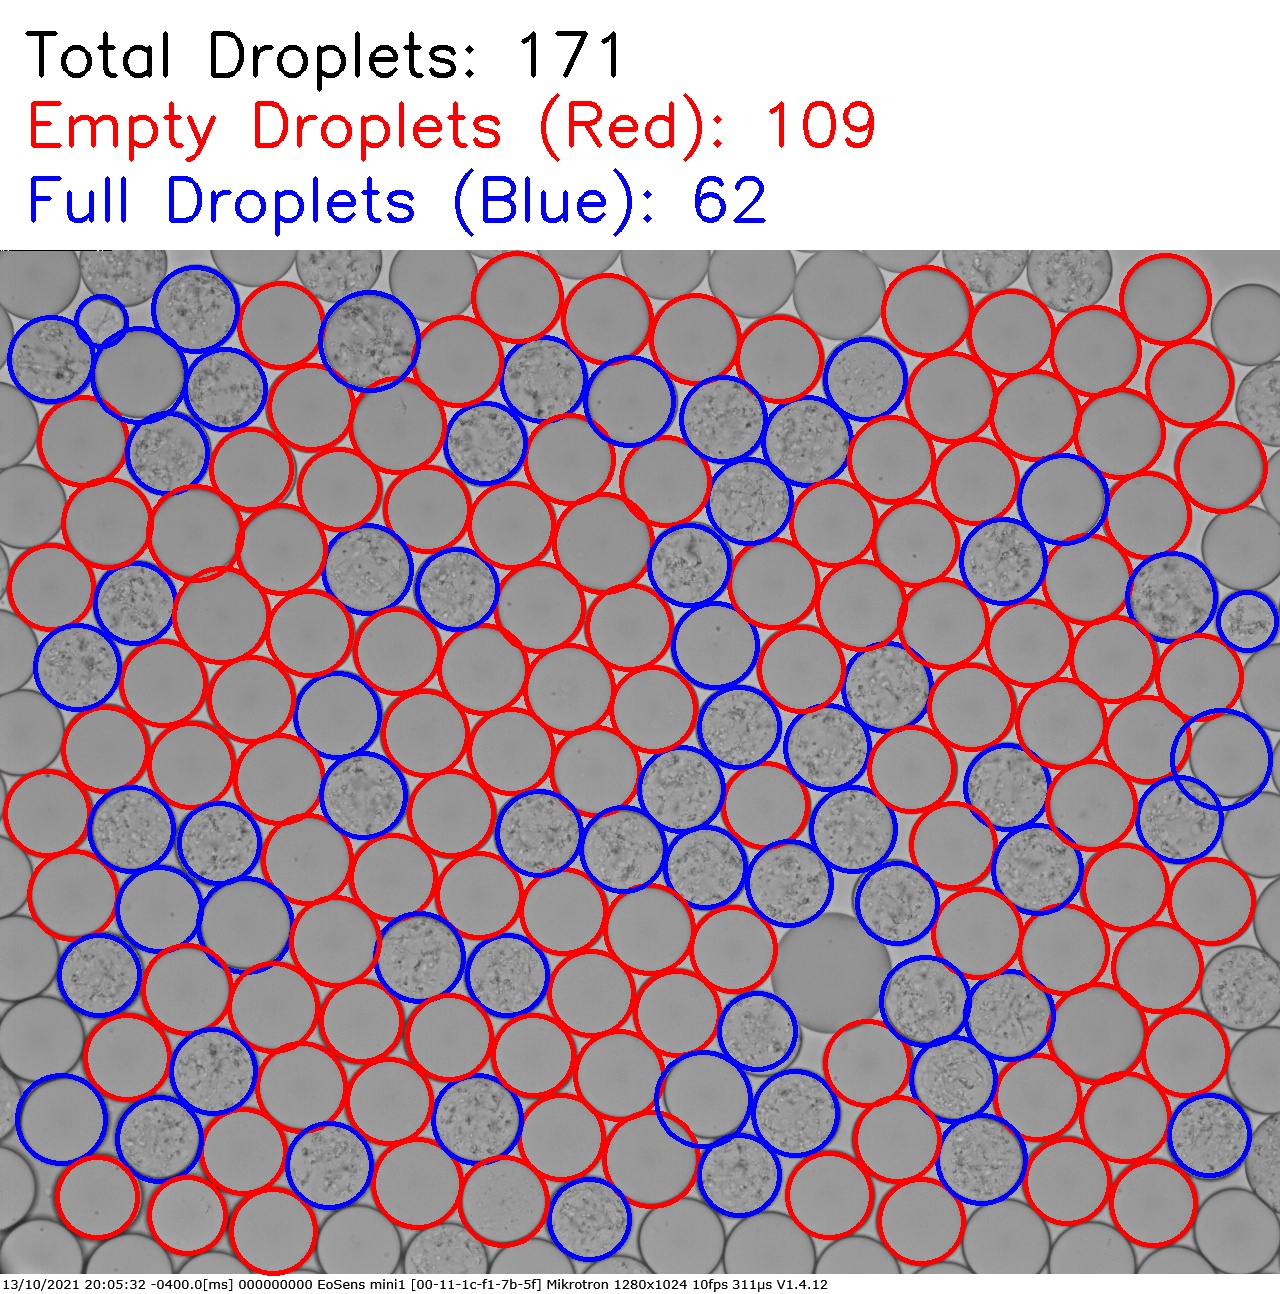 Total Droplets: 171
Empty Droplets (Red): 109
Full Droplets (Blue): 62
13/10/2021 20:05:32 -0400.0[ms] 000000000 EoSens mini1 [00-11-1c-f1-7b-5f] Mikrotron 1280x1024 10fps 311µs V1.4.12